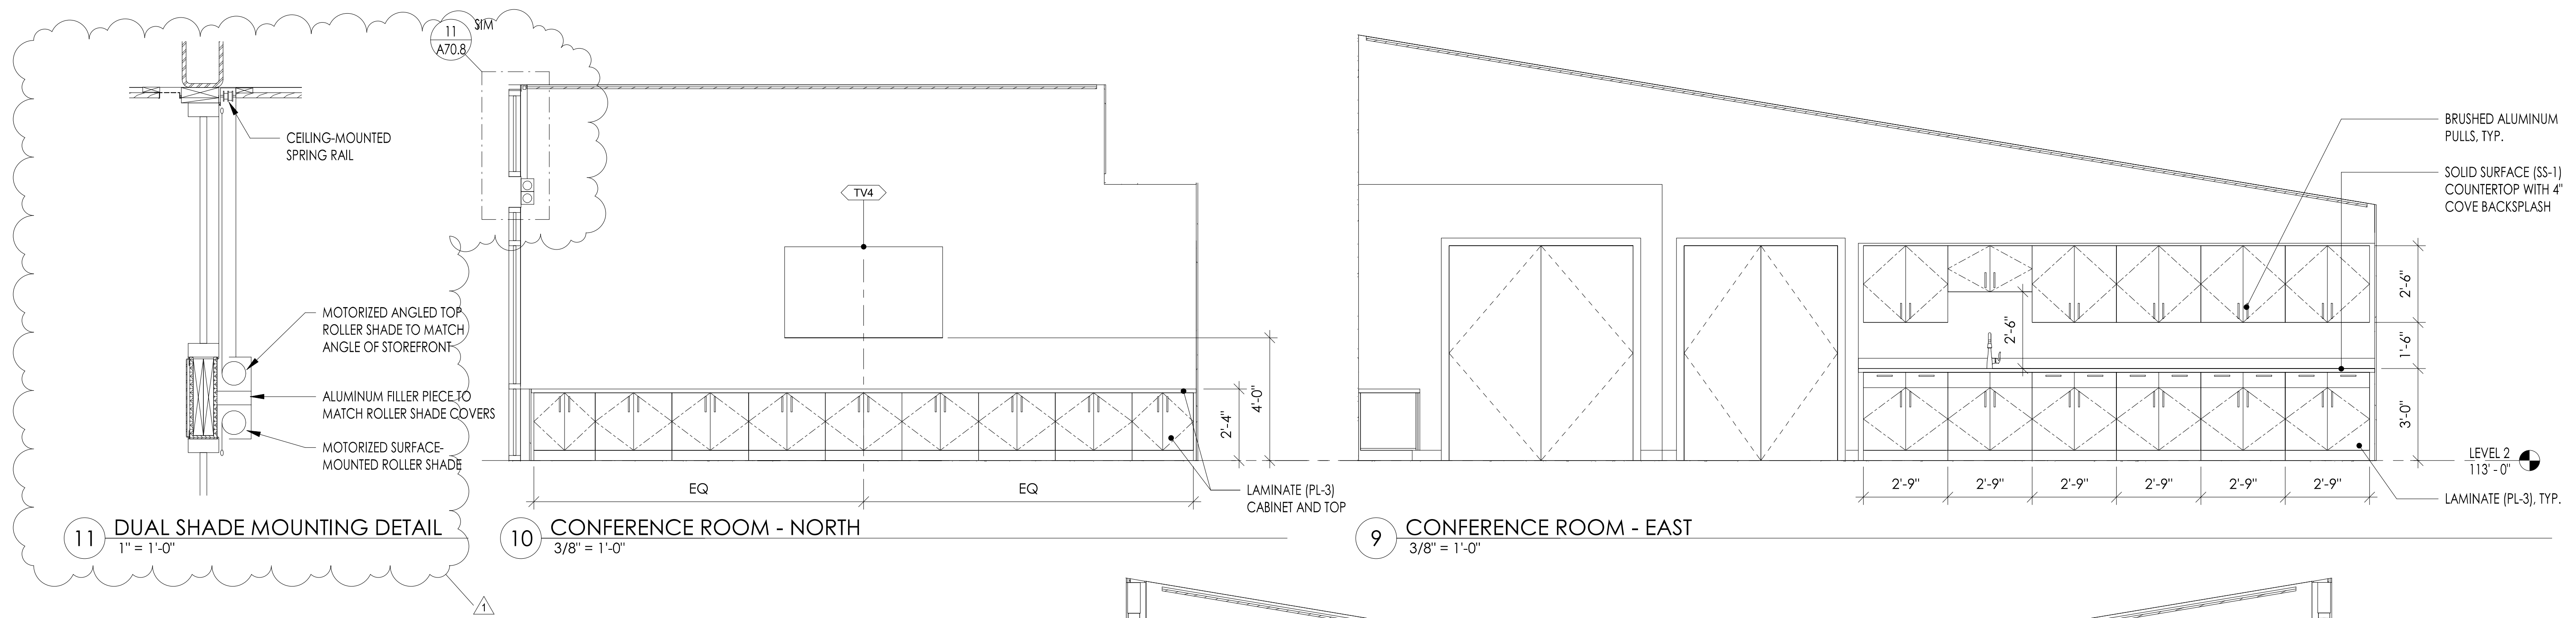 11
A70.8
SIM
CEILING-MOUNTED
SPRING RAIL
MOTORIZED ANGLED TOP
ROLLER SHADE TO MATCH
ANGLE OF STOREFRONT
ALUMINUM FILLER PIECE TO
MATCH ROLLER SHADE COVERS
MOTORIZED SURFACE-
MOUNTED ROLLER SHADE
11
DUAL SHADE MOUNTING DETAIL
1" = 1'-0"
1
TV4
2'-4"
4'-0"
EQ
EQ
LAMINATE (PL-3)
CABINET AND TOP
10
CONFERENCE ROOM - NORTH
3/8" = 1'-0"
BRUSHED ALUMINUM
PULLS, TYP.
SOLID SURFACE (SS-1)
COUNTERTOP WITH 4"
COVE BACKSPLASH
2'-6"
2'-6"
1'-6"
3'-0"
LEVEL 2
113' - 0"
2'-9"
2'-9"
2'-9"
2'-9"
2'-9"
2'-9"
LAMINATE (PL-3), TYP.
9
CONFERENCE ROOM - EAST
3/8" = 1'-0"